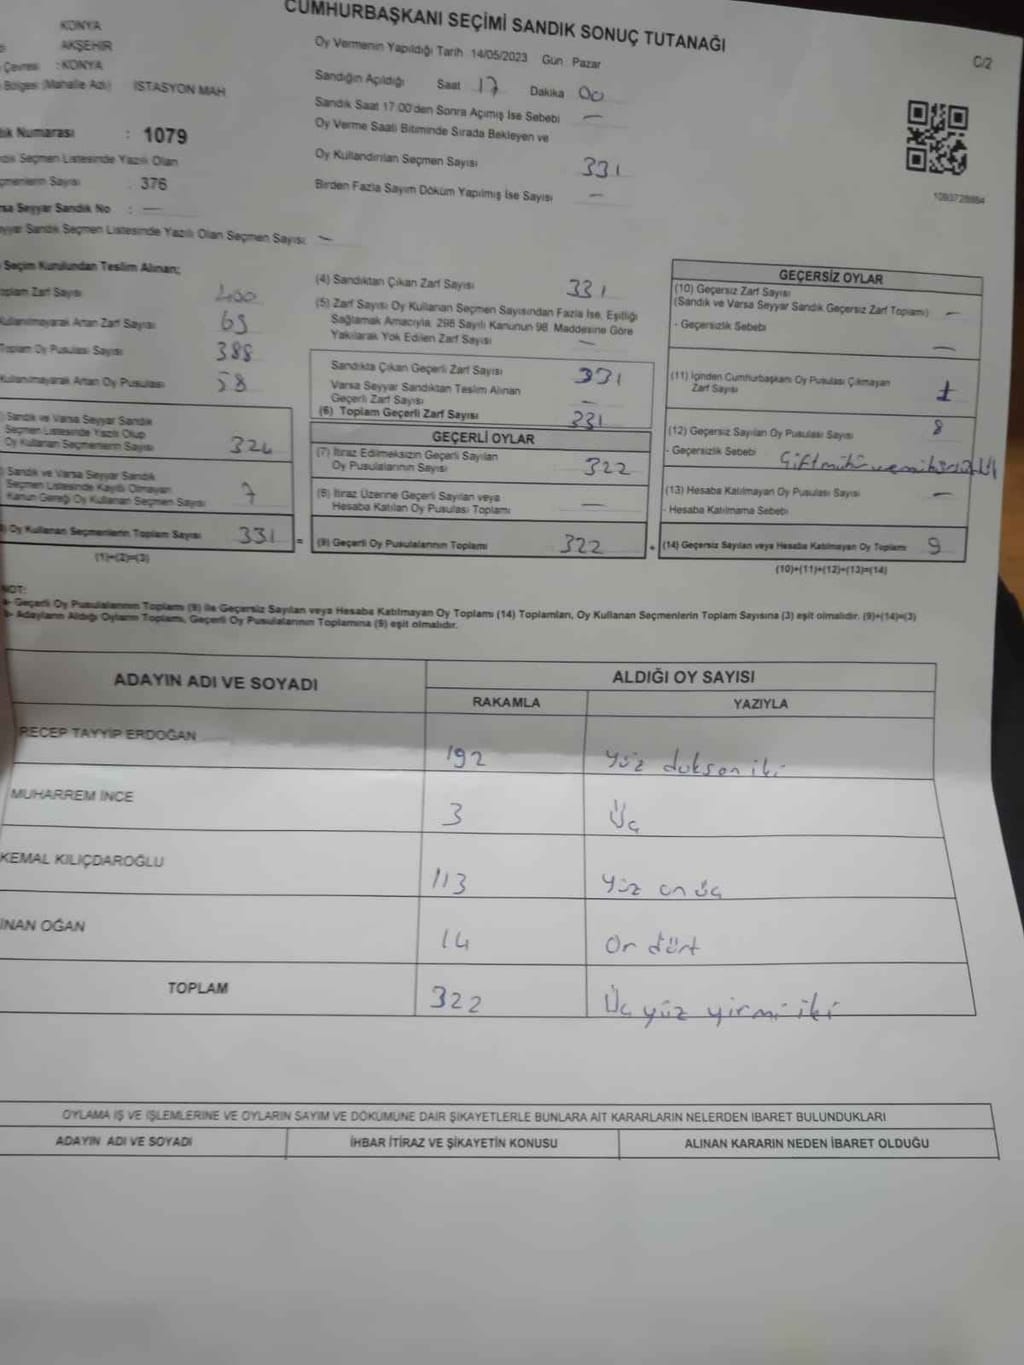 CUMHURBAŞKANI SEÇİMİ SANDIK SONUÇ TUTANAĞI
C/2
KONYA
AKŞEHİR
Çevresi : KONYA
Bölgesi (Mahalle Adı) İSTASYON MAH
Numarası : 1079
Seçmen Listesinde Yazılı Olan
Sayısı : 376
Seyyar Sandık No : —
Seyyar Sandık Seçmen Listesinde Yazılı Olan Seçmen Sayısı: —
Oy Vermenin Yapıldığı Tarih 14/05/2023 Gün Pazar
Sandığın Açıldığı Saat 17 Dakika 00
Sandık Saat 17:00'den Sonra Açımış İse Sebebi —
Oy Verme Saati Bitiminde Sırada Bekleyen ve
Oy Kullandırılan Seçmen Sayısı 331
Birden Fazla Sayım Döküm Yapılmış İse Sayısı —
1093728884
Seçim Kurulundan Teslim Alınan;
Toplam Zarf Sayısı 400
Kullanılmayarak Artan Zarf Sayısı 69
Toplam Oy Pusulası Sayısı 388
Kullanılmayarak Artan Oy Pusulası 58
Sandık ve Varsa Seyyar Sandık
Seçmen Listesinde Yazılı Olup
Oy Kullanan Seçmenlerin Sayısı 324
Sandık ve Varsa Seyyar Sandık
Seçmen Listesinde Kayıtlı Olmayan
Kanun Gereği Oy Kullanan Seçmen Sayısı 7
Oy Kullanan Seçmenlerin Toplam Sayısı 331 =
(1)+(2)=(3)
(4) Sandıktan Çıkan Zarf Sayısı 331
(5) Zarf Sayısı Oy Kullanan Seçmen Sayısından Fazla İse, Eşitliği
Sağlamak Amacıyla, 298 Sayılı Kanunun 98. Maddesine Göre
Yakılarak Yok Edilen Zarf Sayısı —
Sandıkta Çıkan Geçerli Zarf Sayısı 331
Varsa Seyyar Sandıktan Teslim Alınan
Geçerli Zarf Sayısı —
(6) Toplam Geçerli Zarf Sayısı 331
GEÇERLİ OYLAR
(7) İtiraz Edilmeksizin Geçerli Sayılan
Oy Pusulalarının Sayısı 322
(8) İtiraz Üzerine Geçerli Sayılan veya
Hesaba Katılan Oy Pusulası Toplamı —
(9) Geçerli Oy Pusulalarının Toplamı 322 +
GEÇERSİZ OYLAR
(10) Geçersiz Zarf Sayısı
(Sandık ve Varsa Seyyar Sandık Geçersiz Zarf Toplamı) —
- Geçersizlik Sebebi —
(11) İçinden Cumhurbaşkanı Oy Pusulası Çıkmayan
Zarf Sayısı 1
(12) Geçersiz Sayılan Oy Pusulası Sayısı 8
- Geçersizlik Sebebi
(13) Hesaba Katılmayan Oy Pusulası Sayısı —
- Hesaba Katılmama Sebebi
(14) Geçersiz Sayılan veya Hesaba Katılmayan Oy Toplamı 9
(10)+(11)+(12)+(13)=(14)
NOT:
a- Geçerli Oy Pusulalarının Toplamı (9) ile Geçersiz Sayılan veya Hesaba Katılmayan Oy Toplamı (14) Toplamları, Oy Kullanan Seçmenlerin Toplam Sayısına (3) eşit olmalıdır. (9)+(14)=(3)
b- Adayların Aldığı Oyların Toplamı, Geçerli Oy Pusulalarının Toplamına (9) eşit olmalıdır.
ADAYIN ADI VE SOYADI
ALDIĞI OY SAYISI
RAKAMLA YAZIYLA
RECEP TAYYİP ERDOĞAN 192 Yüz doksan iki
MUHARREM İNCE 3 Üç
KEMAL KILIÇDAROĞLU 113 Yüz on üç
İNAN OĞAN 14 On dört
TOPLAM 322 Üç yüz yirmi iki
OYLAMA İŞ VE İŞLEMLERİNE VE OYLARIN SAYIM VE DÖKÜMÜNE DAİR ŞİKAYETLERLE BUNLARA AİT KARARLARIN NELERDEN İBARET BULUNDUKLARI
ADAYIN ADI VE SOYADI İHBAR İTİRAZ VE ŞİKAYETİN KONUSU ALINAN KARARIN NEDEN İBARET OLDUĞU